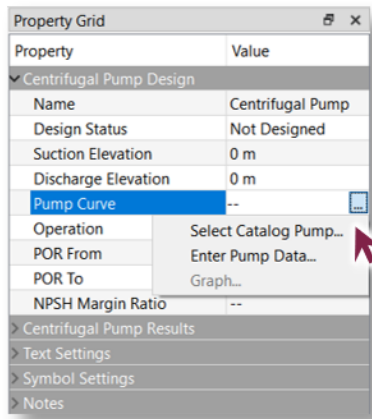 Property Grid
Property Value
Centrifugal Pump Design
Name Centrifugal Pump
Design Status Not Designed
Suction Elevation 0 m
Discharge Elevation 0 m
Pump Curve -- ...
Operation Select Catalog Pump...
POR From Enter Pump Data...
POR To Graph...
NPSH Margin Ratio --
Centrifugal Pump Results
Text Settings
Symbol Settings
Notes